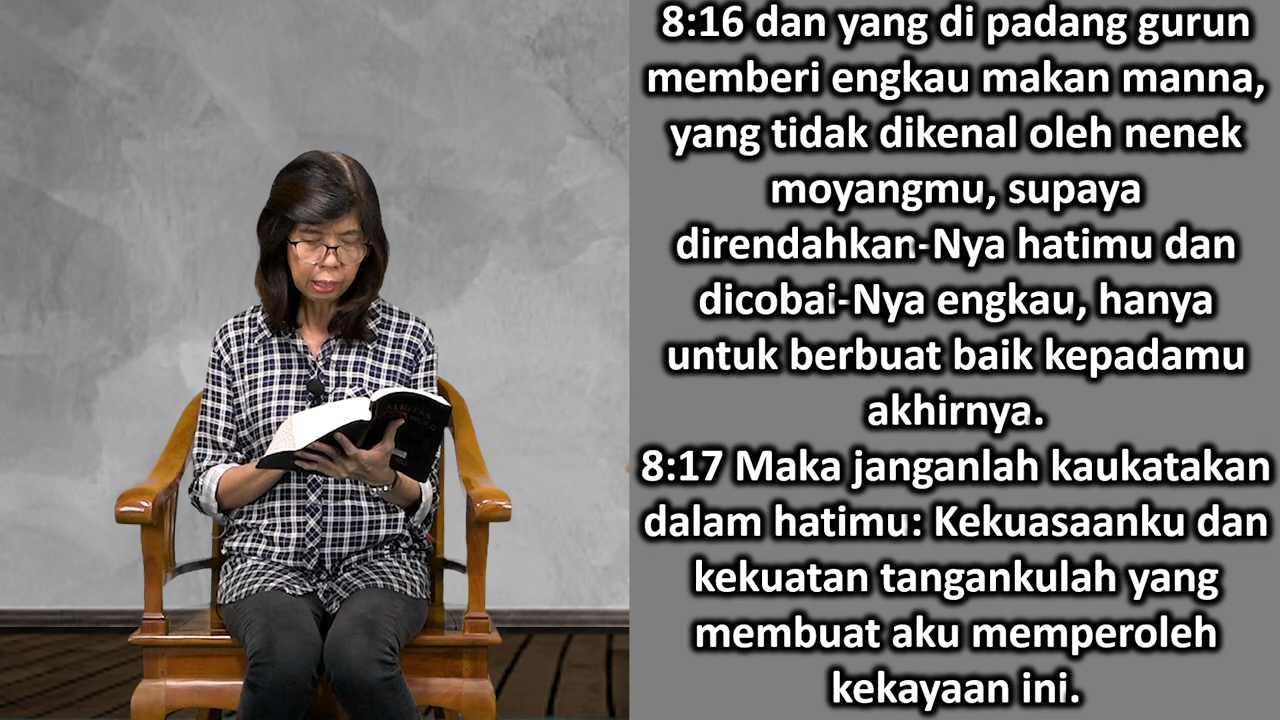 8:16 dan yang di padang gurun
memberi engkau makan manna,
yang tidak dikenal oleh nenek
moyangmu, supaya
direndahkan-Nya hatimu dan
dicobai-Nya engkau, hanya
untuk berbuat baik kepadamu
akhirnya.
8:17 Maka janganlah kaukatakan
dalam hatimu: Kekuasaanku dan
kekuatan tangankulah yang
membuat aku memperoleh
kekayaan ini.